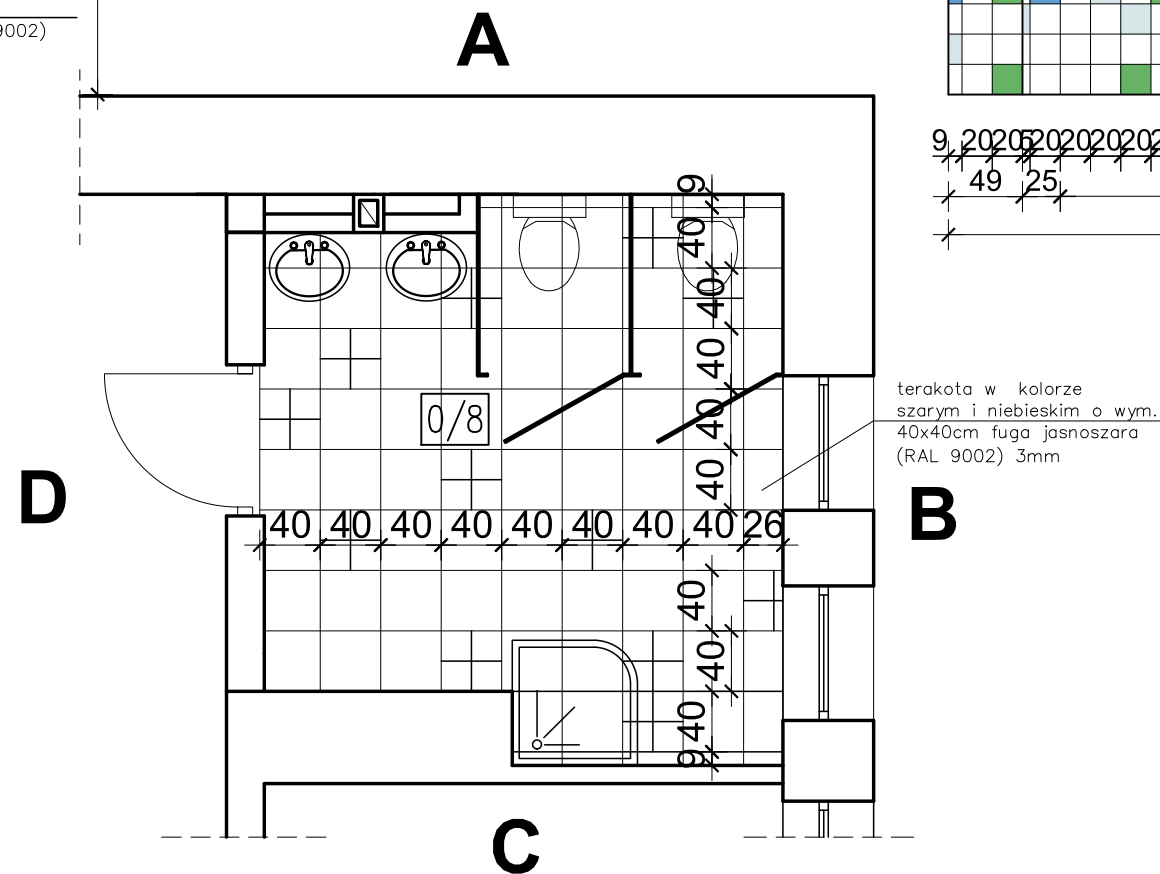 9002)
A
9 20 20 5 20 20 20 20 2
49 25
9
40
40
40
40
40
0/8
terakota w kolorze
szarym i niebieskim o wym.
40x40cm fuga jasnoszara
(RAL 9002) 3mm
D
B
40 40 40 40 40 40 40 40 26
40
40
40
9
C